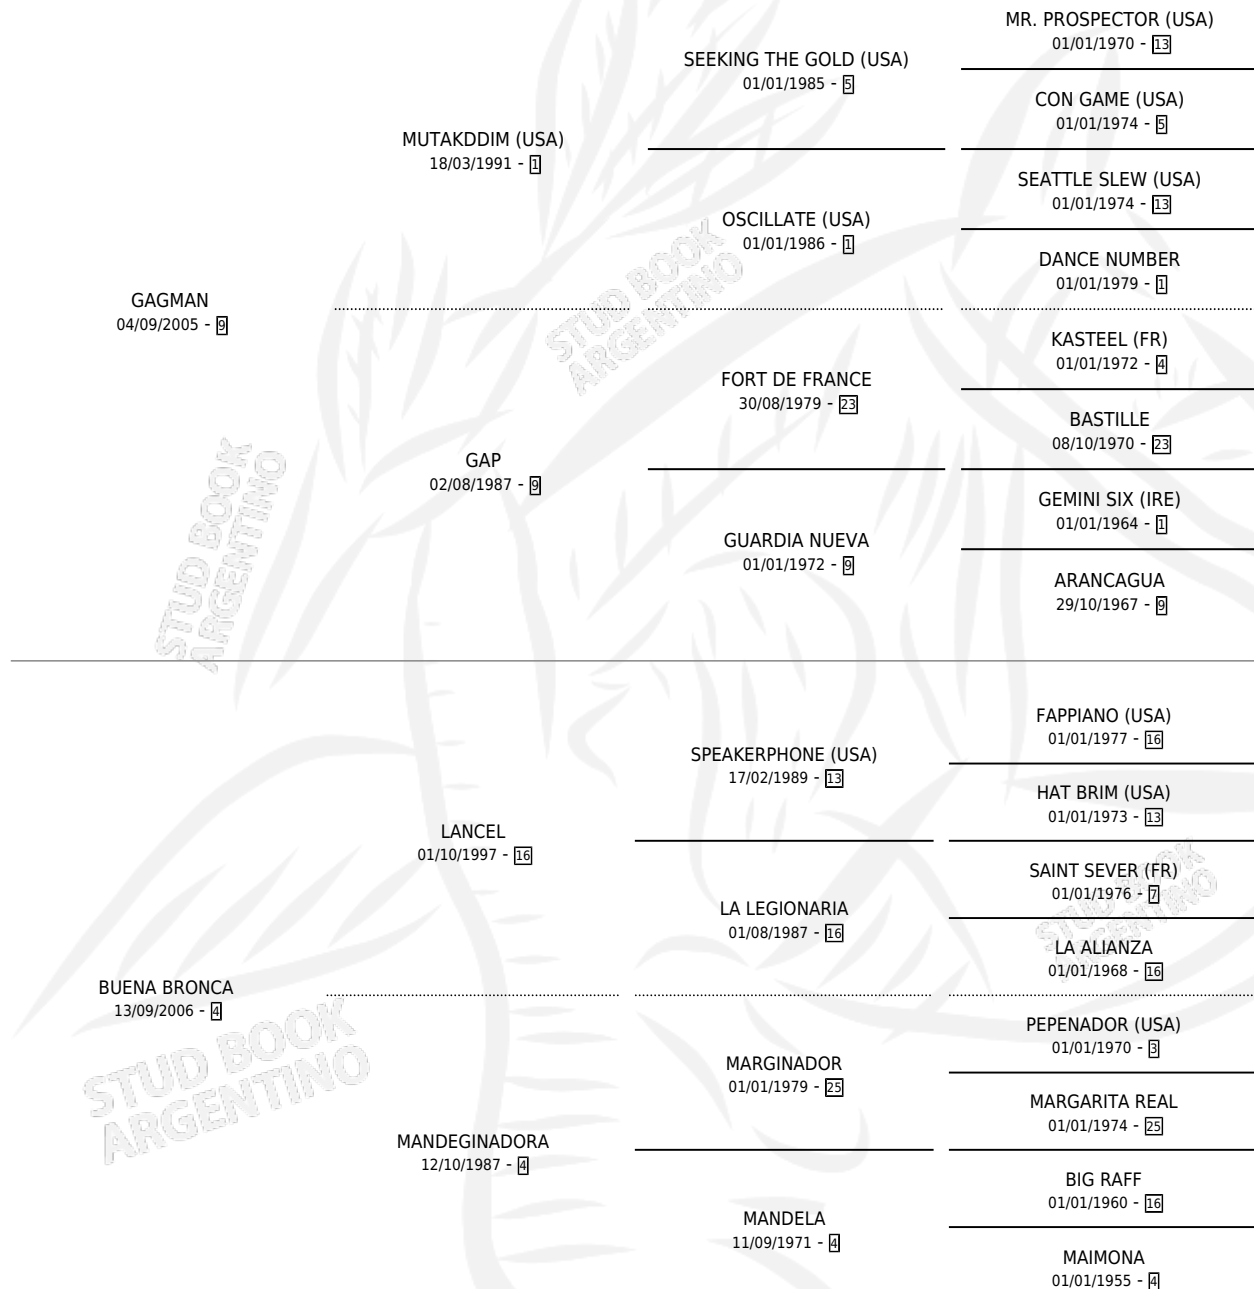 MR. PROSPECTOR (USA)
01/01/1970 - 13
SEEKING THE GOLD (USA)
01/01/1985 - 5
CON GAME (USA)
01/01/1974 - 5
MUTAKDDIM (USA)
18/03/1991 - 1
SEATTLE SLEW (USA)
01/01/1974 - 13
OSCILLATE (USA)
01/01/1986 - 1
DANCE NUMBER
01/01/1979 - 1
GAGMAN
04/09/2005 - 9
KASTEEL (FR)
01/01/1972 - 4
FORT DE FRANCE
30/08/1979 - 23
BASTILLE
08/10/1970 - 23
GAP
02/08/1987 - 9
GEMINI SIX (IRE)
01/01/1964 - 1
GUARDIA NUEVA
01/01/1972 - 9
ARANCAGUA
29/10/1967 - 9
FAPPIANO (USA)
01/01/1977 - 16
SPEAKERPHONE (USA)
17/02/1989 - 13
HAT BRIM (USA)
01/01/1973 - 13
LANCEL
01/10/1997 - 16
SAINT SEVER (FR)
01/01/1976 - 7
LA LEGIONARIA
01/08/1987 - 16
LA ALIANZA
01/01/1968 - 16
BUENA BRONCA
13/09/2006 - 4
PEPENADOR (USA)
01/01/1970 - 3
MARGINADOR
01/01/1979 - 25
MARGARITA REAL
01/01/1974 - 25
MANDEGINADORA
12/10/1987 - 4
BIG RAFF
01/01/1960 - 16
MANDELA
11/09/1971 - 4
MAIMONA
01/01/1955 - 4
STUD BOOK
ARGENTINO
STUD BOOK
ARGENTINO
STUD BOOK
ARGENTINO
STUD BOOK
ARGENTINO